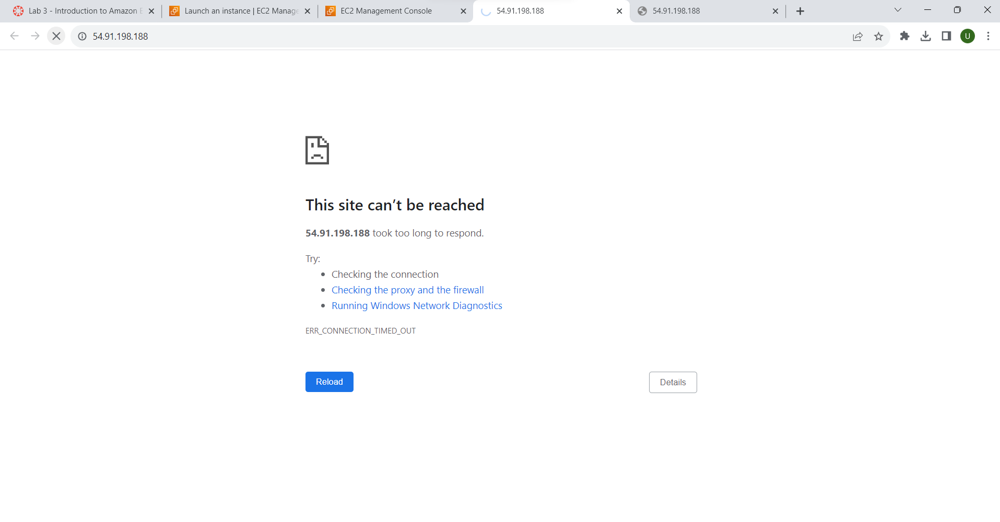 Lab 3 - Introduction to Amazon E
Launch an instance | EC2 Manage
EC2 Management Console
54.91.198.188
54.91.198.188
54.91.198.188
U
This site can’t be reached
54.91.198.188 took too long to respond.
Try:
Checking the connection
Checking the proxy and the firewall
Running Windows Network Diagnostics
ERR_CONNECTION_TIMED_OUT
Reload
Details